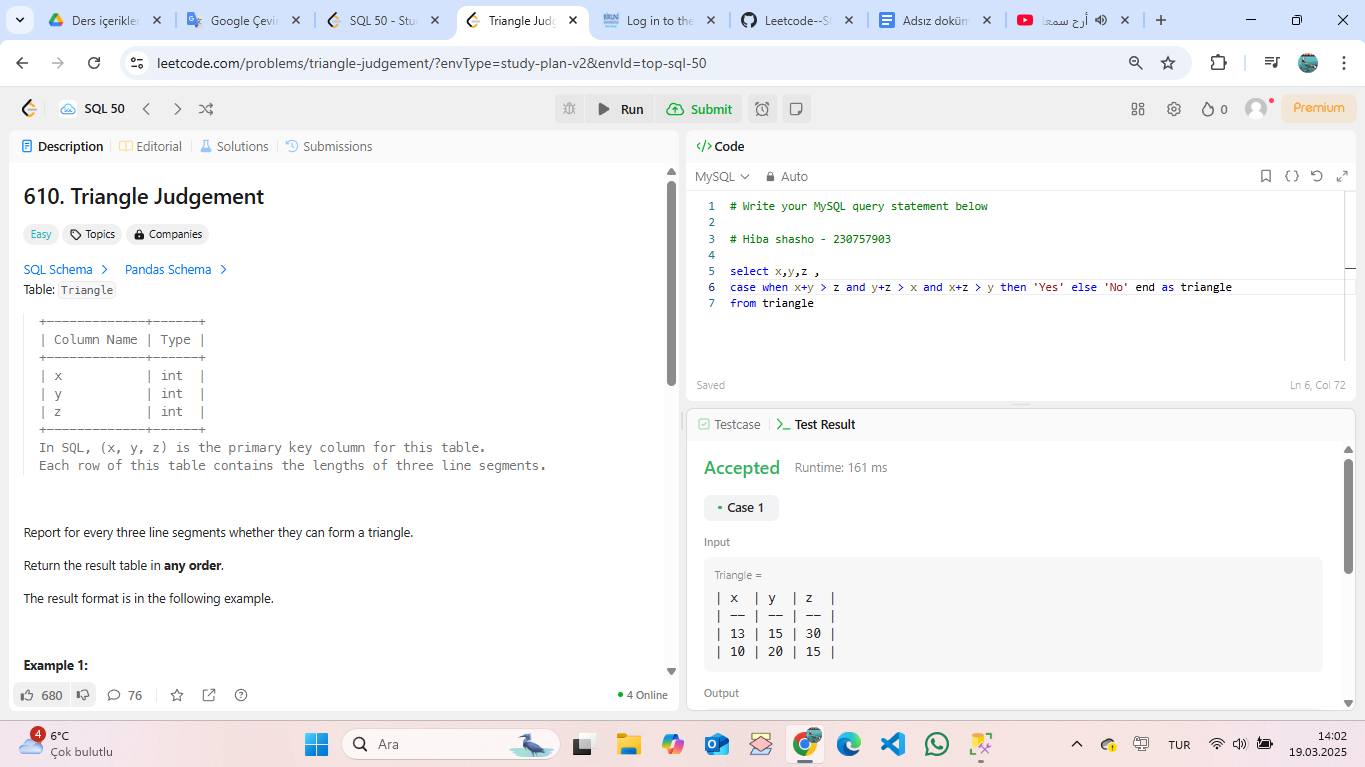 Ders içerikler
Google Çevir
SQL 50 - Stu
Triangle Judg
Log in to the
Leetcode--S
Adsız doküm
أرح سمعك
leetcode.com/problems/triangle-judgement/?envType=study-plan-v2&envId=top-sql-50
SQL 50
Run
Submit
0
Premium
Description
Editorial
Solutions
Submissions
610. Triangle Judgement
Easy
Topics
Companies
SQL Schema
Pandas Schema
Table: Triangle
+-------------+------+
| Column Name | Type |
+-------------+------+
| x           | int  |
| y           | int  |
| z           | int  |
+-------------+------+
In SQL, (x, y, z) is the primary key column for this table.
Each row of this table contains the lengths of three line segments.
Report for every three line segments whether they can form a triangle.
Return the result table in any order.
The result format is in the following example.
Example 1:
680
76
4 Online
</> Code
MySQL
Auto
1 # Write your MySQL query statement below
2
3 # Hiba shasho - 230757903
4
5 select x,y,z ,
6 case when x+y > z and y+z > x and x+z > y then 'Yes' else 'No' end as triangle
7 from triangle
Saved
Ln 6, Col 72
Testcase
Test Result
Accepted
Runtime: 161 ms
Case 1
Input
Triangle =
| x  | y  | z  |
| -- | -- | -- |
| 13 | 15 | 30 |
| 10 | 20 | 15 |
Output
4
6°C
Çok bulutlu
Ara
TUR
14:02
19.03.2025